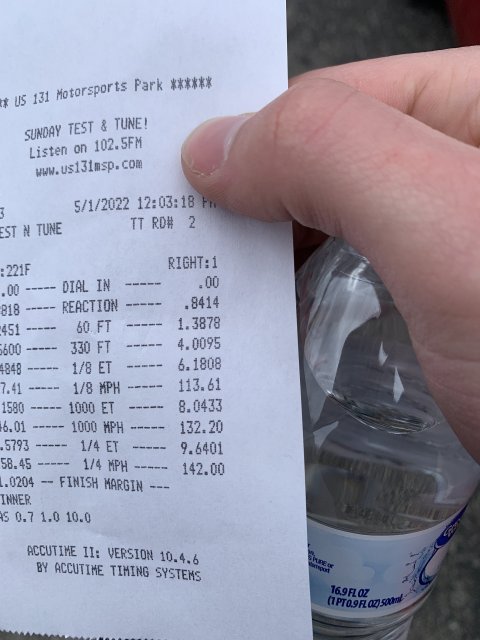 ** US 131 Motorsports Park ******
SUNDAY TEST & TUNE!
Listen on 102.5FM
www.us131msp.com
3 5/1/2022 12:03:18
EST N TUNE TT RD# 2
:221F RIGHT:1
.00 ----- DIAL IN ----- .00
8818 ----- REACTION ----- .8414
2451 ----- 60 FT ----- 1.3878
5600 ----- 330 FT ----- 4.0095
4848 ----- 1/8 ET ----- 6.1808
7.41 ----- 1/8 MPH ----- 113.61
1580 ----- 1000 ET ----- 8.0433
46.01 ----- 1000 MPH ----- 132.20
.5793 ----- 1/4 ET ----- 9.6401
58.45 ----- 1/4 MPH ----- 142.00
1.0204 -- FINISH MARGIN ---
INNER
AS 0.7 1.0 10.0
ACCUTIME II: VERSION 10.4.6
BY ACCUTIME TIMING SYSTEMS
16.9 FL OZ
(1 PT 0.9 FL OZ) 500mL